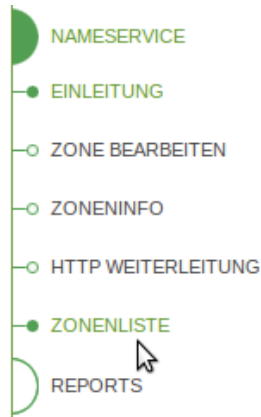 NAMESERVICE
EINLEITUNG
ZONE BEARBEITEN
ZONENINFO
HTTP WEITERLEITUNG
ZONENLISTE
REPORTS